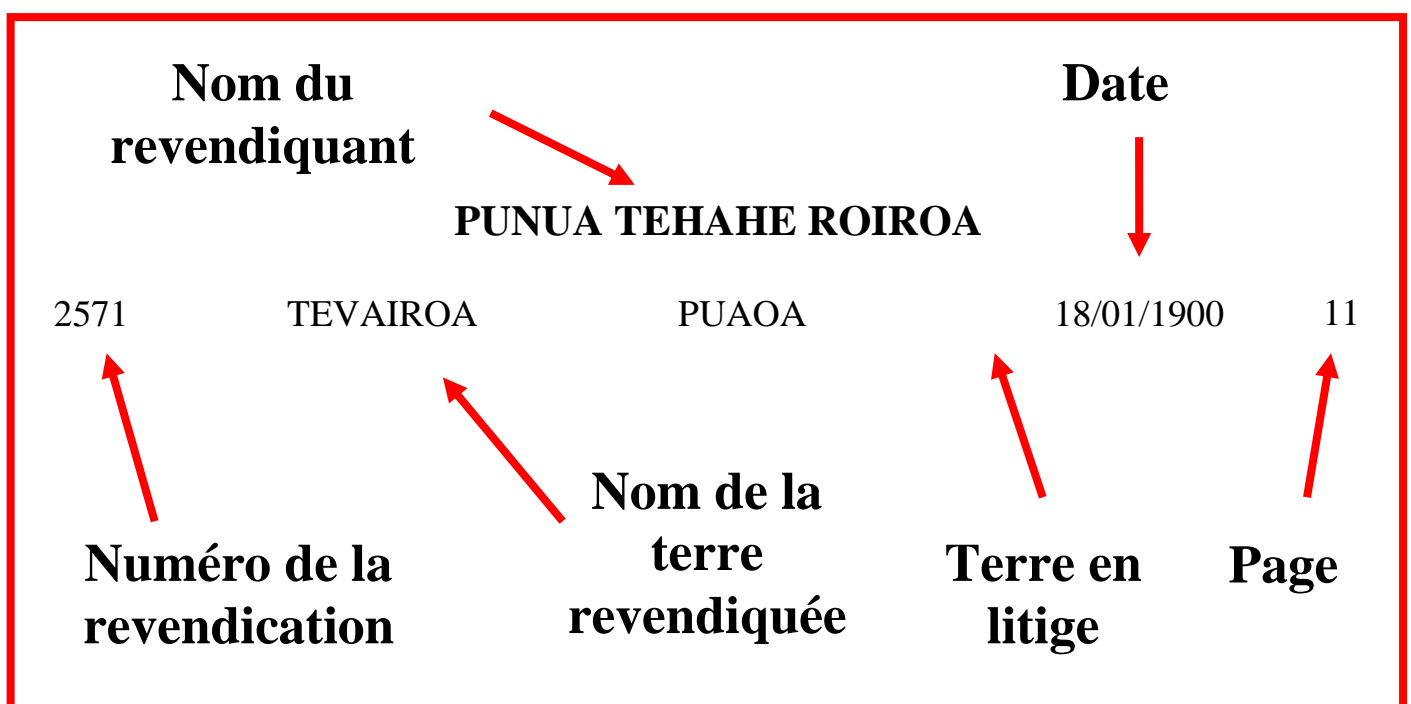 Nom du
revendiquant
Date
PUNUA TEHAHE ROIROA
2571 TEVAIROA PUAOA 18/01/1900 11
Numéro de la
revendication
Nom de la
terre
revendiquée
Terre en
litige
Page